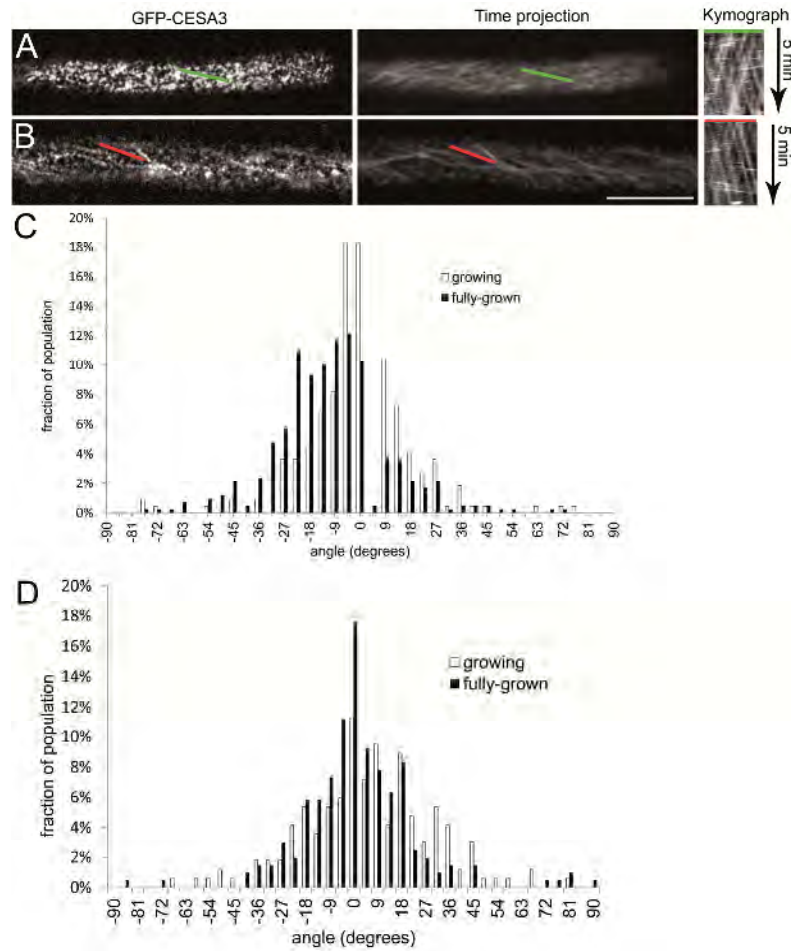 GFP-CESA3 Time projection Kymograph
A
5 min
B
5 min
C
20%
18%
16%
14%
12%
10%
8%
6%
4%
2%
0%
fraction of population
growing
fully-grown
-90 -81 -72 -63 -54 -45 -36 -27 -18 -9 0 9 18 27 36 45 54 63 72 81 90
angle (degrees)
D
20%
18%
16%
14%
12%
10%
8%
6%
4%
2%
0%
fraction of population
growing
fully-grown
-90 -81 -72 -63 -54 -45 -36 -27 -18 -9 0 9 18 27 36 45 54 63 72 81 90
angle (degrees)